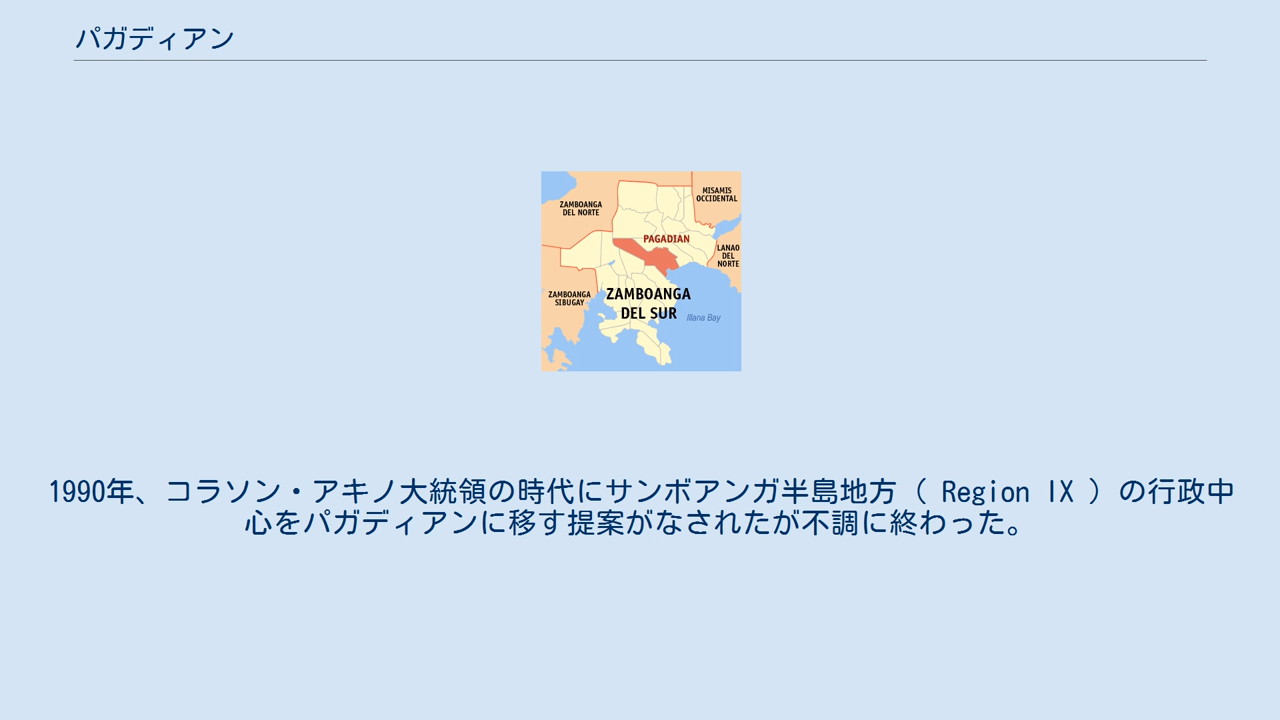 パガディアン
ZAMBOANGA
DEL NORTE
MISAMIS
OCCIDENTAL
PAGADIAN
LANAO
DEL
NORTE
ZAMBOANGA
SIBUGAY
ZAMBOANGA
DEL SUR
Illana Bay
1990年、コラソン・アキノ大統領の時代にサンボアンガ半島地方（ Region IX ）の行政中
心をパガディアンに移す提案がなされたが不調に終わった。